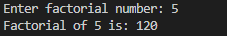 Enter factorial number: 5
Factorial of 5 is: 120